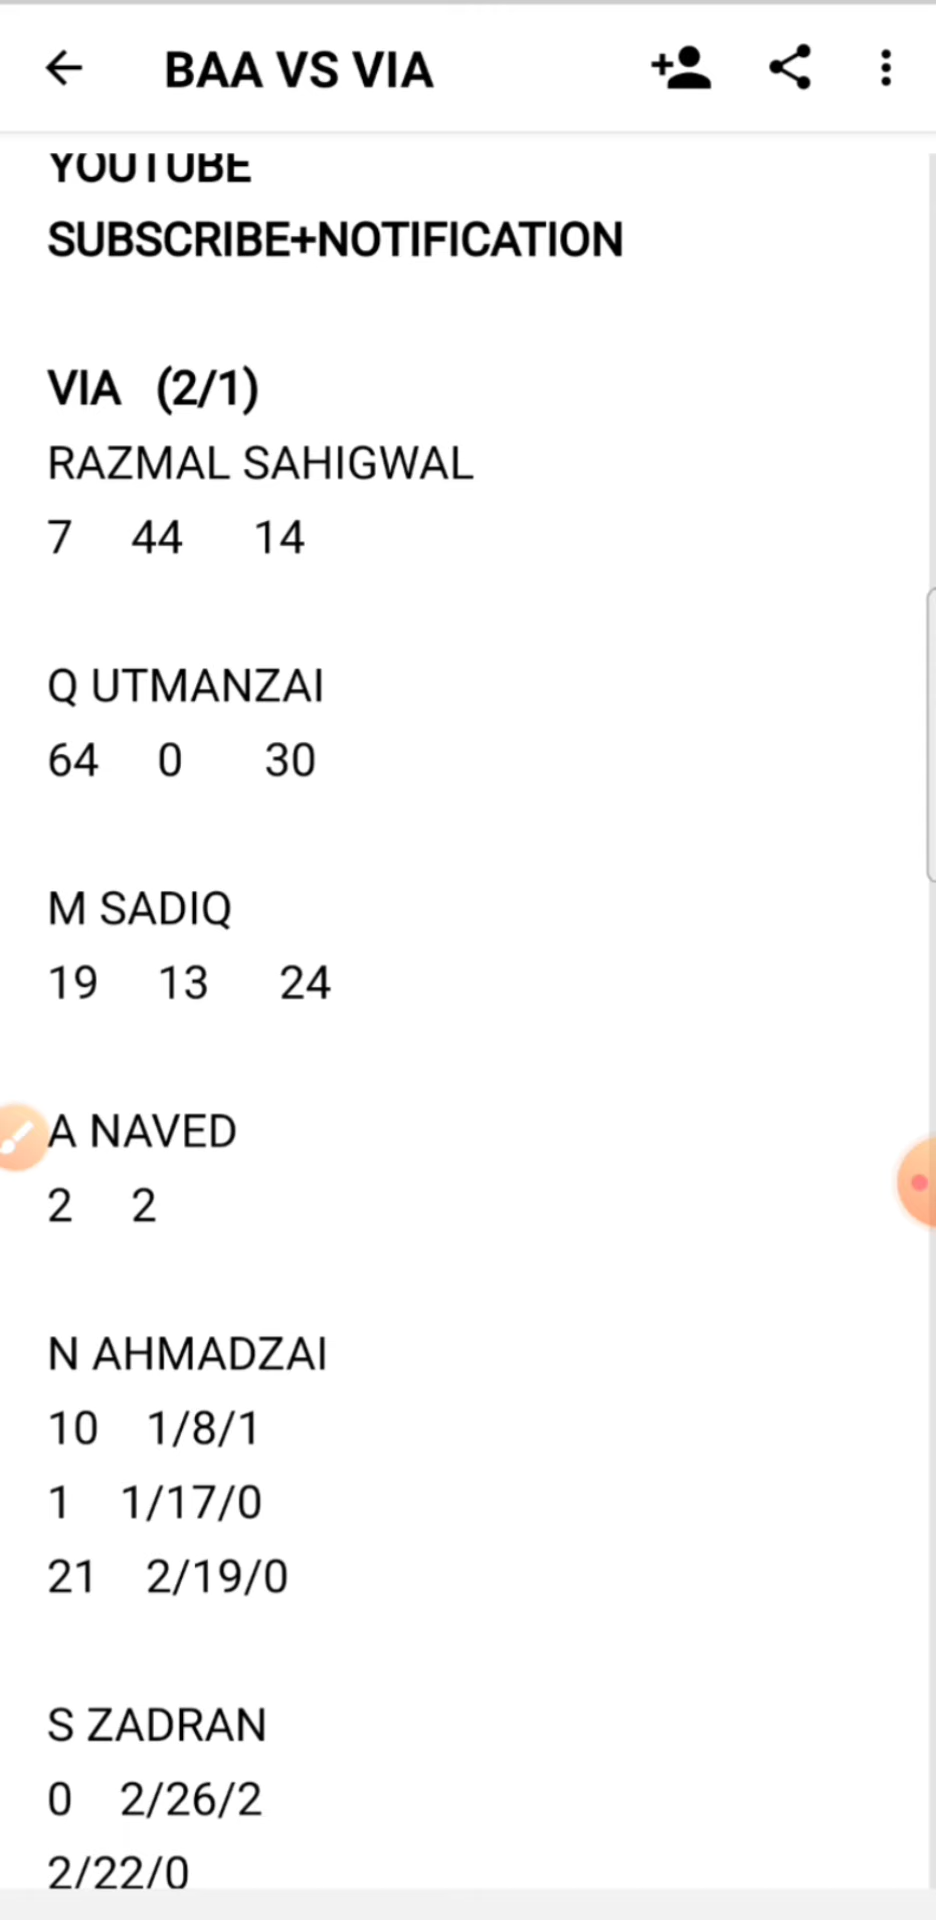 BAA VS VIA
YOUTUBE
SUBSCRIBE+NOTIFICATION
VIA (2/1)
RAZMAL SAHIGWAL
7 44 14
Q UTMANZAI
64 0 30
M SADIQ
19 13 24
A NAVED
2 2
N AHMADZAI
10 1/8/1
1 1/17/0
21 2/19/0
S ZADRAN
0 2/26/2
2/22/0